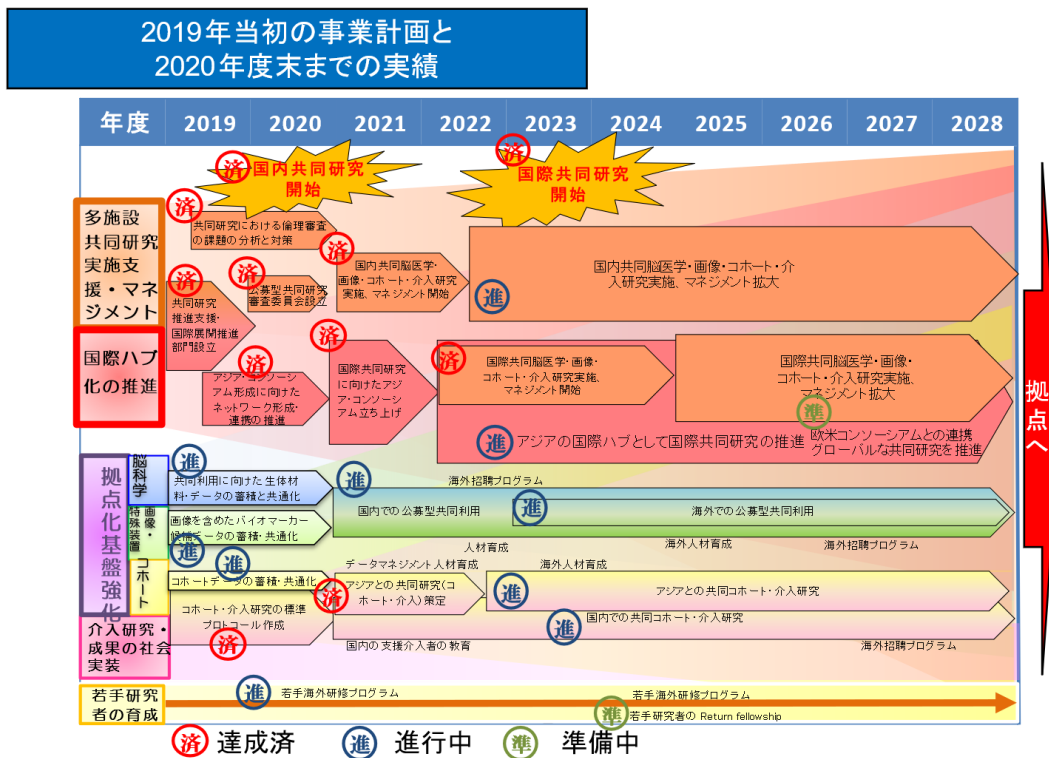 2019年当初の事業計画と
2020年度末までの実績
年度
2019
2020
2021
2022
2023
2024
2025
2026
2027
2028
済
国内共同研究
開始
済
国際共同研究
開始
多施設
共同研究
実施支
援・マネ
ジメント
済
共同研究における倫理審査
の課題の分析と対策
済
共同研究
推進支援・
国際展開推進
部門設立
済
公募型共同研究
審査委員会設立
済
国内共同脳医学・
画像・コホート・介入研究
実施、マネジメント開始
進
国内共同脳医学・画像・コホート・介
入研究実施、マネジメント拡大
国際ハブ
化の推進
済
アジア・コンソーシ
アム形成に向けた
ネットワーク形成・
連携の推進
済
国際共同研究
に向けたアジ
ア・コンソーシ
アム立ち上げ
済
国際共同脳医学・画像・
コホート・介入研究実施、
マネジメント開始
国際共同脳医学・画像・
コホート・介入研究実施、
マネジメント拡大
準
進
アジアの国際ハブとして国際共同研究の推進
欧米コンソーシアムとの連携
グローバルな共同研究を推進
拠点へ
拠点化基盤強化
脳科学
進
共同利用に向けた生体材
料・データの蓄積と共通化
進
海外招聘プログラム
国内での公募型共同利用
進
海外での公募型共同利用
画像・
特殊装置
画像を含めたバイオマーカー
候補データの蓄積・共通化
進
人材育成
海外人材育成
海外招聘プログラム
コホート
進
コホートデータの蓄積・共通化
データマネジメント人材育成
海外人材育成
済
アジアとの共同研究(コ
ホート・介入)策定
進
アジアとの共同コホート・介入研究
コホート・介入研究の標準
プロトコール作成
済
進
国内での共同コホート・介入研究
介入研究・
成果の社会
実装
国内の支援介入者の教育
海外招聘プログラム
若手研究
者の育成
進
若手海外研修プログラム
若手海外研修プログラム
準
若手研究者の Return fellowship
済
達成済
進
進行中
準
準備中